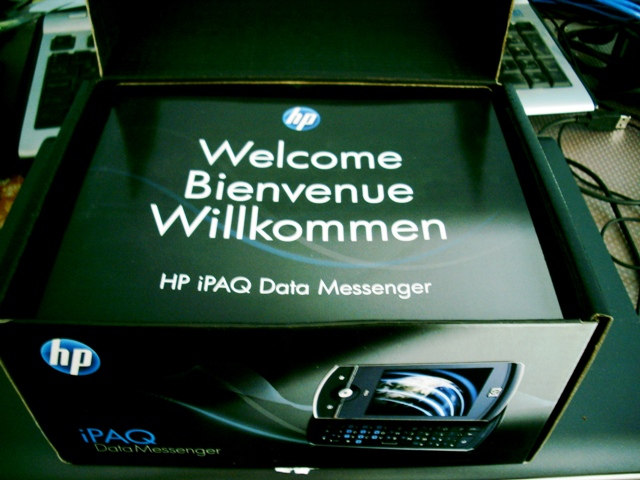 hp
Welcome
Bienvenue
Willkommen
HP iPAQ Data Messenger
hp
iPAQ
Data Messenger